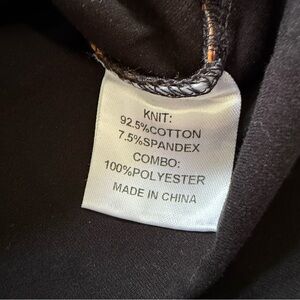 KNIT:
92.5%COTTON
7.5%SPANDEX
COMBO:
100%POLYESTER
MADE IN CHINA